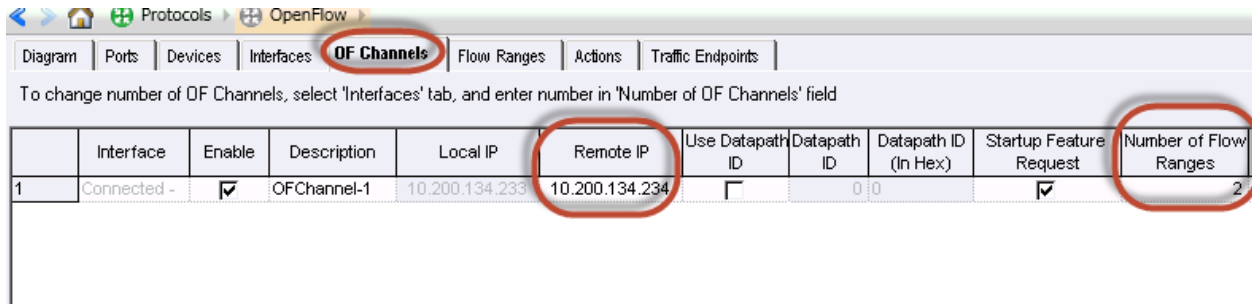 Protocols OpenFlow
Diagram Ports Devices Interfaces OF Channels Flow Ranges Actions Traffic Endpoints
To change number of OF Channels, select 'Interfaces' tab, and enter number in 'Number of OF Channels' field
Interface Enable Description Local IP Remote IP Use Datapath ID Datapath ID Datapath ID (In Hex) Startup Feature Request Number of Flow Ranges
1 Connected - OFChannel-1 10.200.134.233 10.200.134.234 0 0 2